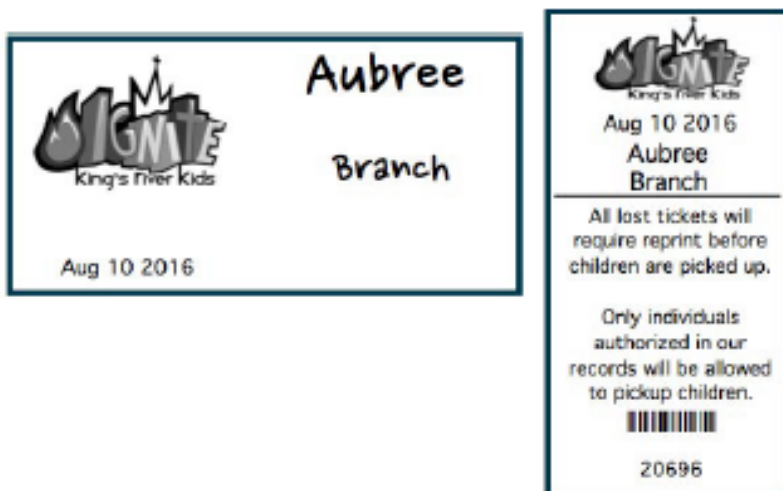 IGNITE
King's River Kids
Aubree
Branch
Aug 10 2016
IGNITE
King's River Kids
Aug 10 2016
Aubree
Branch
All lost tickets will
require reprint before
children are picked up.
Only individuals
authorized in our
records will be allowed
to pickup children.
20696